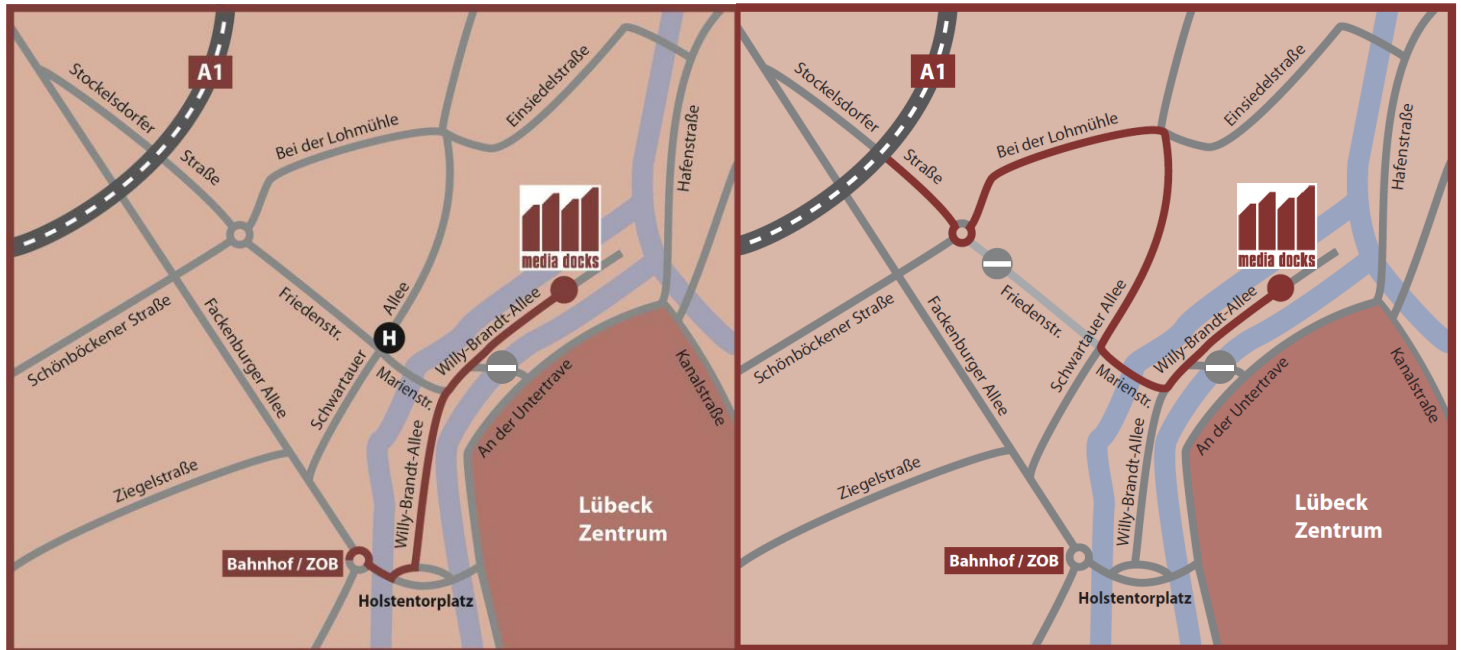 A1
Stockelsdorfer
Straße
Bei der Lohmühle
Einsiedelstraße
Hafenstraße
media docks
Friedenstr.
Allee
H
Schwartauer
Marienstr.
Willy-Brandt-Allee
Schönböckener Straße
Fackenburger Allee
Kanalstraße
An der Untertrave
Ziegelstraße
Willy-Brandt-Allee
Lübeck
Zentrum
Bahnhof / ZOB
Holstentorplatz
A1
Stockelsdorfer
Straße
Bei der Lohmühle
Einsiedelstraße
Hafenstraße
media docks
Friedenstr.
Schwartauer Allee
Marienstr.
Willy-Brandt-Allee
Schönböckener Straße
Fackenburger Allee
Kanalstraße
An der Untertrave
Ziegelstraße
Willy-Brandt-Allee
Lübeck
Zentrum
Bahnhof / ZOB
Holstentorplatz